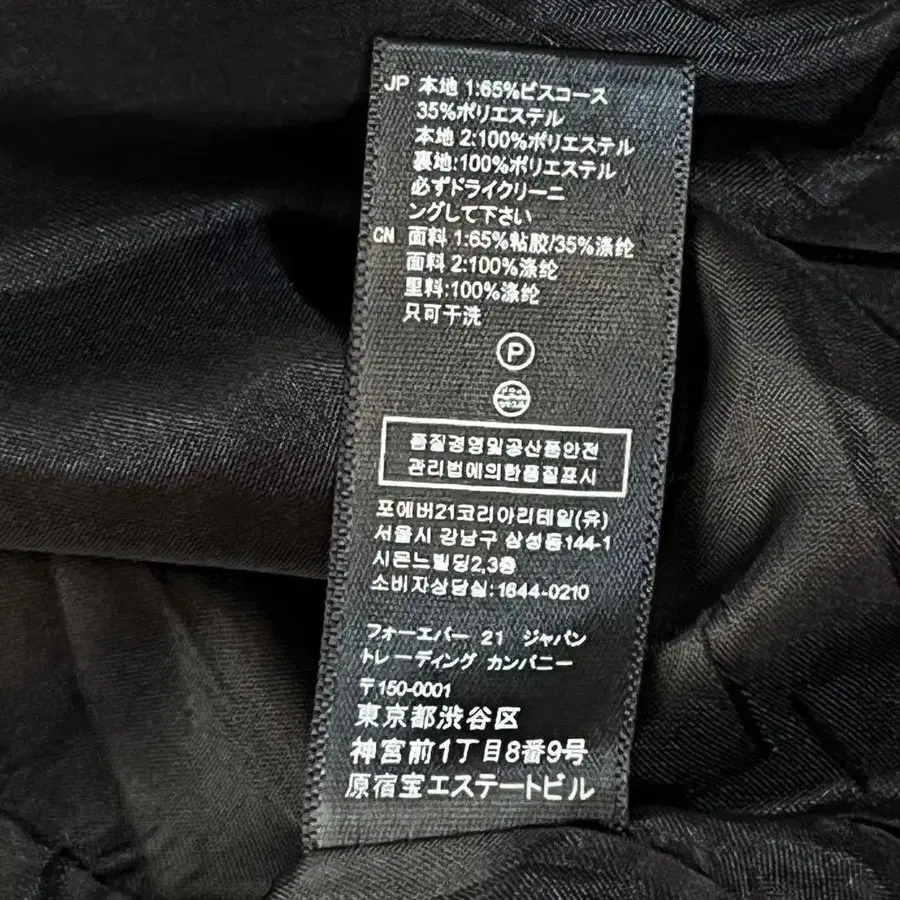 JP 本地 1:65%ビスコース
35%ポリエステル
本地 2:100%ポリエステル
裏地:100%ポリエステル
必ずドライクリーニ
ングして下さい
CN 面料 1:65%粘胶/35%涤纶
面料 2:100%涤纶
里料:100%涤纶
只可干洗
P
품질경영및공산품안전
관리법에의한품질표시
포에버21코리아리테일(유)
서울시 강남구 삼성동144-1
시몬느빌딩2,3층
소비자상담실:1644-0210
フォーエバー 21 ジャパン
トレーディング カンパニー
〒150-0001
東京都渋谷区
神宮前1丁目8番9号
原宿宝エステートビル